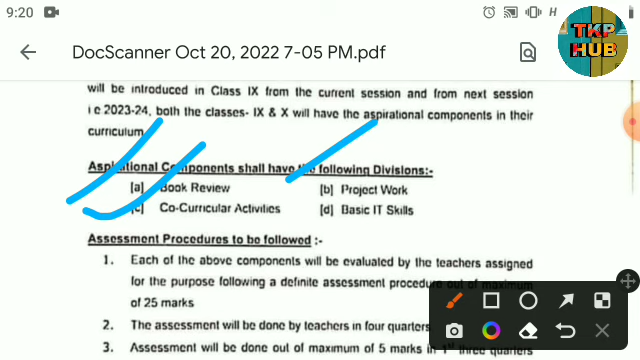 9:20
H
DocScanner Oct 20, 2022 7-05 PM.pdf
TKP
HUB
will be introduced in Class IX from the current session and from next session
i e 2023-24, both the classes- IX & X will have the aspirational components in their
curriculum
Aspirational Components shall have the following Divisions:-
[a] Book Review [b] Project Work
[c] Co-Curricular Activities [d] Basic IT Skills
Assessment Procedures to be followed :-
1. Each of the above components will be evaluated by the teachers assigned
for the purpose following a definite assessment procedure out of maximum
of 25 marks
2. The assessment will be done by teachers in four quarters
3. Assessment will be done out of maximum of 5 marks in 1st three quarters